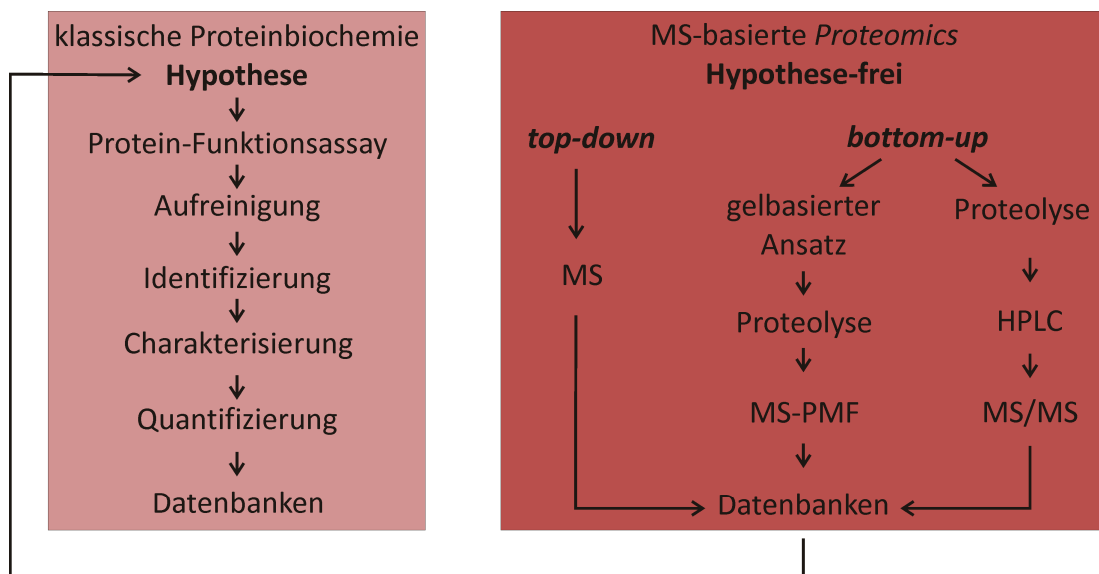 klassische Proteinbiochemie
Hypothese
Protein-Funktionsassay
Aufreinigung
Identifizierung
Charakterisierung
Quantifizierung
Datenbanken
MS-basierte Proteomics
Hypothese-frei
top-down
MS
bottom-up
gelbasierter
Ansatz
Proteolyse
MS-PMF
Proteolyse
HPLC
MS/MS
Datenbanken